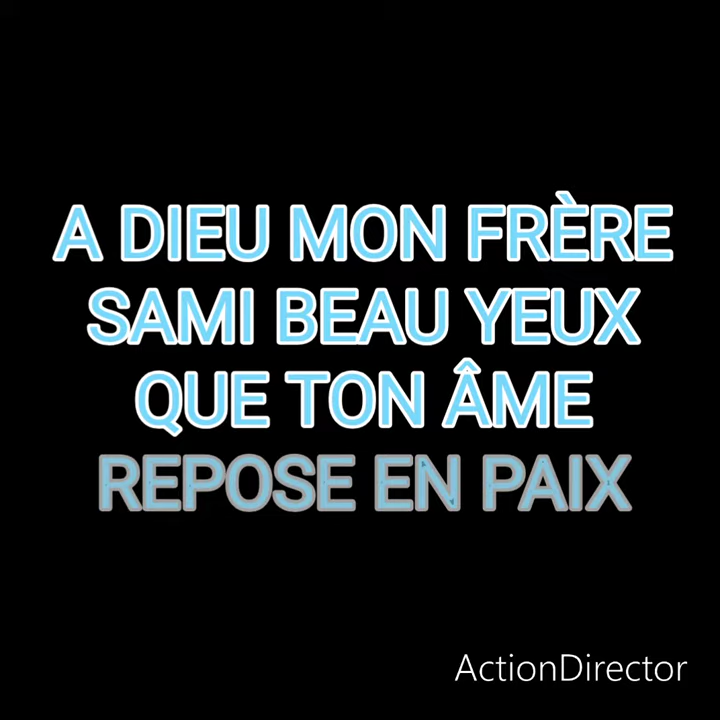 A DIEU MON FRÈRE
SAMI BEAU YEUX
QUE TON ÂME
REPOSE EN PAIX
ActionDirector